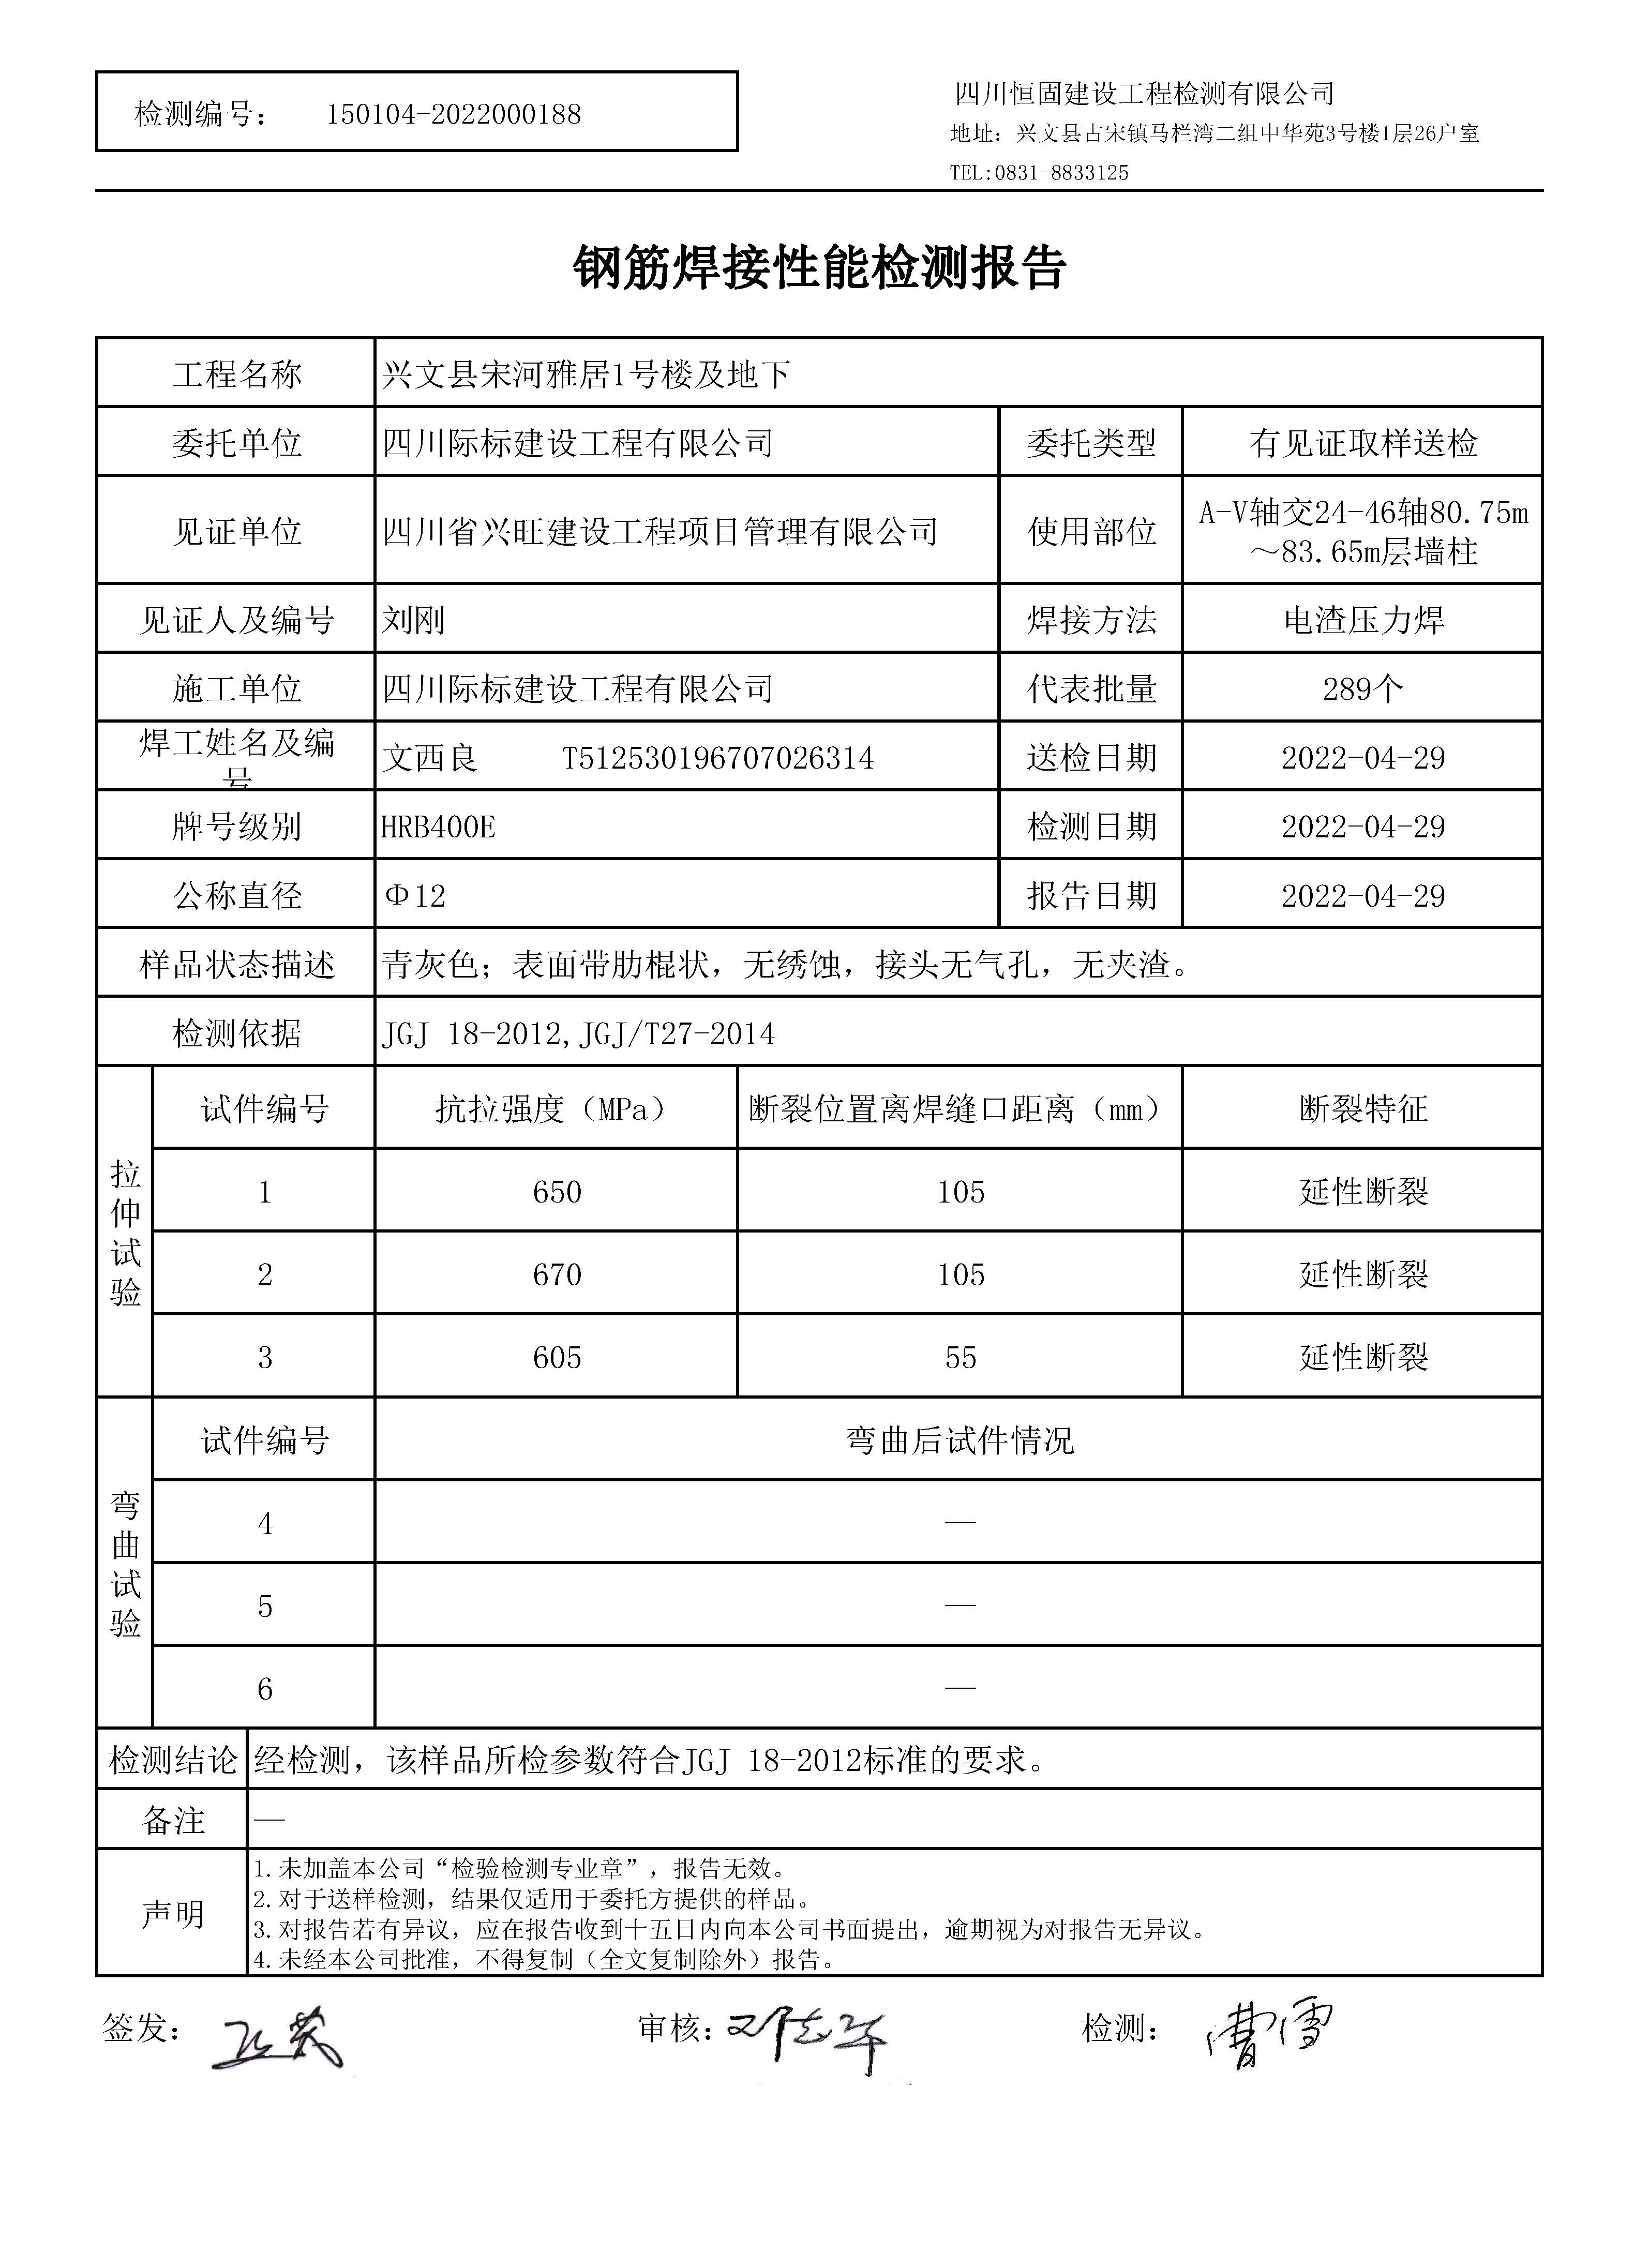 检测编号： 150104-2022000188
四川恒固建设工程检测有限公司
地址：兴文县古宋镇马栏湾二组中华苑3号楼1层26户室
TEL:0831-8833125
钢筋焊接性能检测报告
工程名称 兴文县宋河雅居1号楼及地下
委托单位 四川际标建设工程有限公司 委托类型 有见证取样送检
见证单位 四川省兴旺建设工程项目管理有限公司 使用部位 A-V轴交24-46轴80.75m
～83.65m层墙柱
见证人及编号 刘刚 焊接方法 电渣压力焊
施工单位 四川际标建设工程有限公司 代表批量 289个
焊工姓名及编
号
文西良 T512530196707026314 送检日期 2022-04-29
牌号级别 HRB400E 检测日期 2022-04-29
公称直径 Φ12 报告日期 2022-04-29
样品状态描述 青灰色；表面带肋棍状，无绣蚀，接头无气孔，无夹渣。
检测依据 JGJ 18-2012,JGJ/T27-2014
拉伸试验
试件编号 抗拉强度（MPa） 断裂位置离焊缝口距离（mm） 断裂特征
1 650 105 延性断裂
2 670 105 延性断裂
3 605 55 延性断裂
弯曲试验
试件编号 弯曲后试件情况
4 —
5 —
6 —
检测结论 经检测，该样品所检参数符合JGJ 18-2012标准的要求。
备注 —
声明
1.未加盖本公司“检验检测专业章”，报告无效。
2.对于送样检测，结果仅适用于委托方提供的样品。
3.对报告若有异议，应在报告收到十五日内向本公司书面提出，逾期视为对报告无异议。
4.未经本公司批准，不得复制（全文复制除外）报告。
签发： 审核： 检测： 曹雪